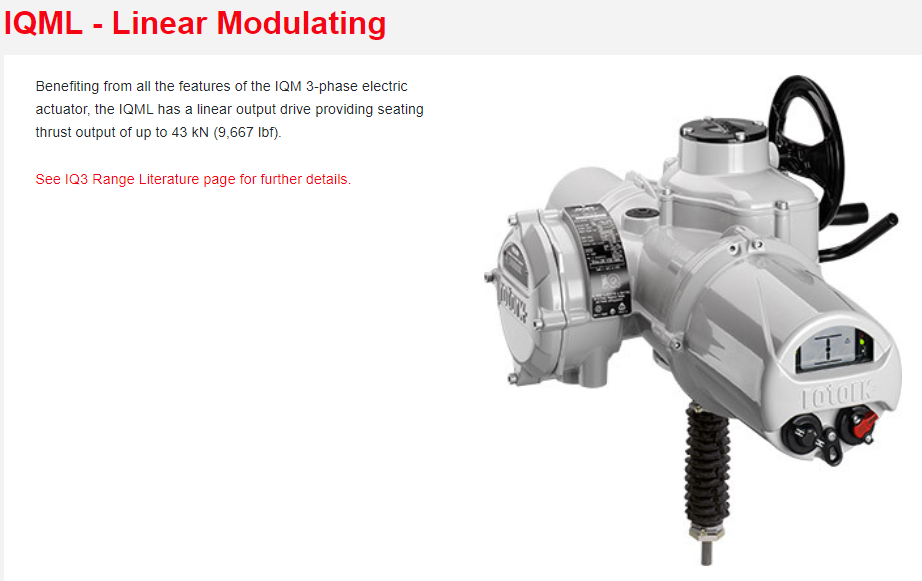 IQML - Linear Modulating
Benefiting from all the features of the IQM 3-phase electric
actuator, the IQML has a linear output drive providing seating
thrust output of up to 43 kN (9,667 lbf).
See IQ3 Range Literature page for further details.
rotork
rotork